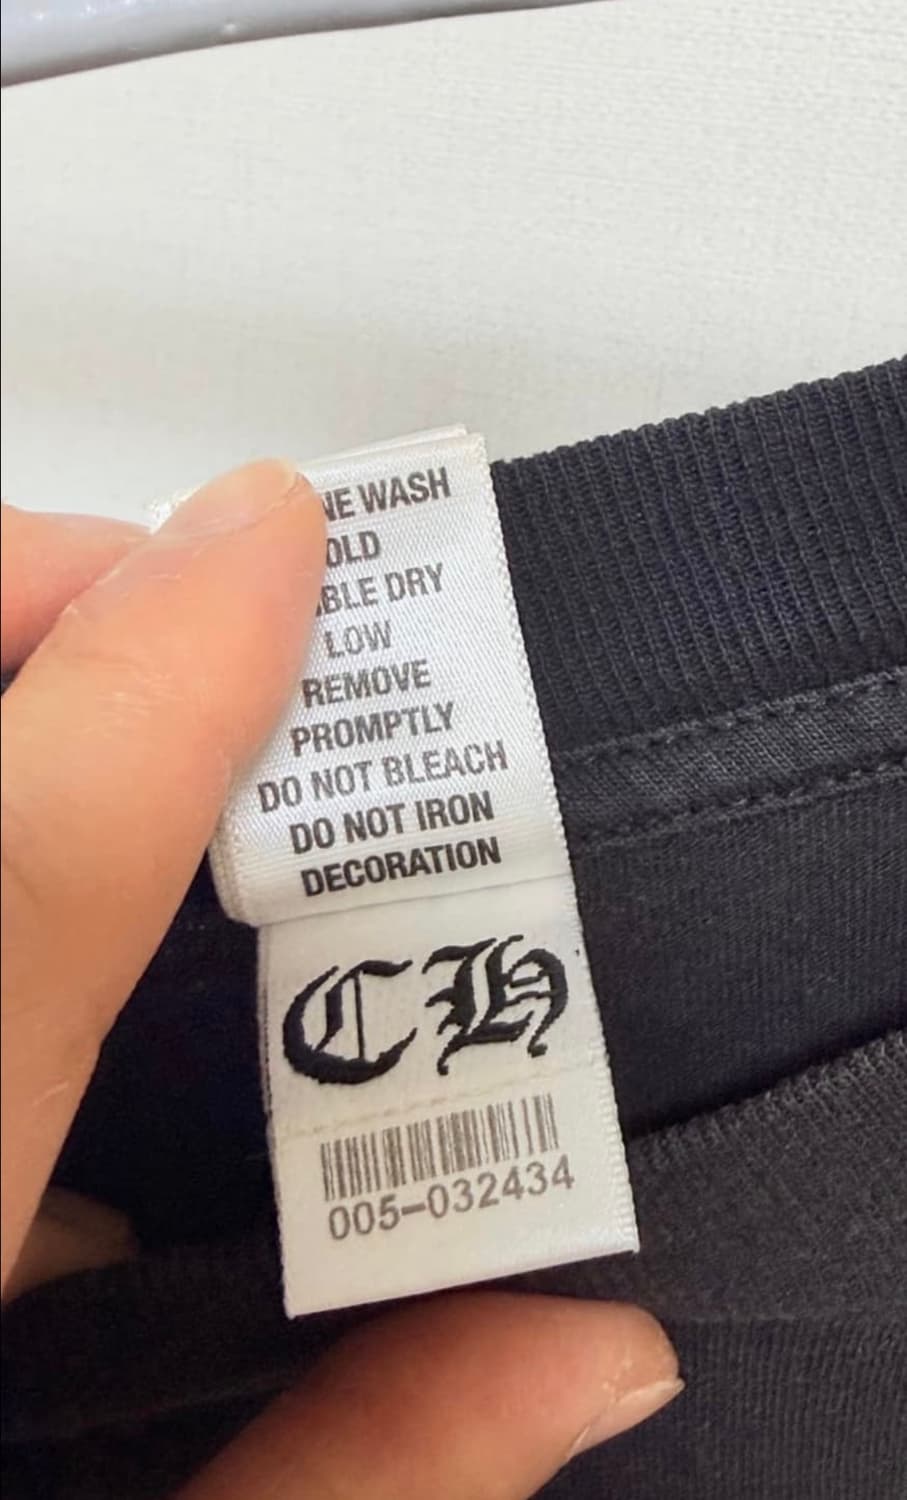 WASH
DRY
LOW
REMOVE
PROMPTLY
DO NOT BLEACH
DO NOT IRON
DECORATION
CH
005-032434